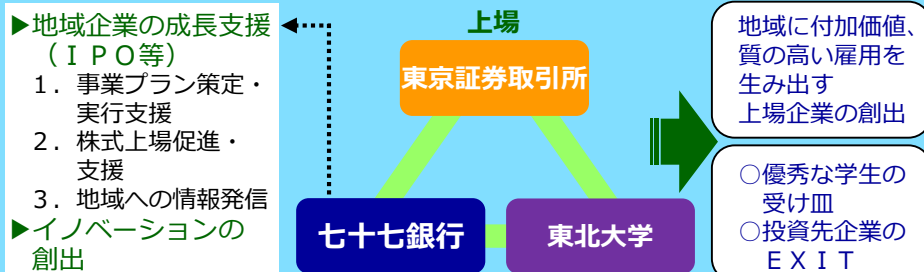 ▶地域企業の成長支援
（ＩＰＯ等）
１．事業プラン策定・
実行支援
２．株式上場促進・
支援
３．地域への情報発信
▶イノベーションの
創出
上場
東京証券取引所
七十七銀行
東北大学
地域に付加価値、
質の高い雇用を
生み出す
上場企業の創出
○優秀な学生の
受け皿
○投資先企業の
ＥＸＩＴ